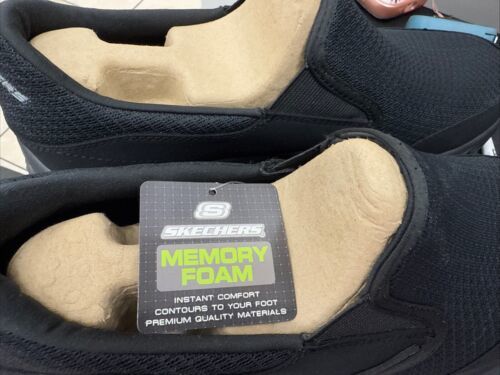 S
SKECHERS
MEMORY
FOAM
INSTANT COMFORT
CONTOURS TO YOUR FOOT
PREMIUM QUALITY MATERIALS